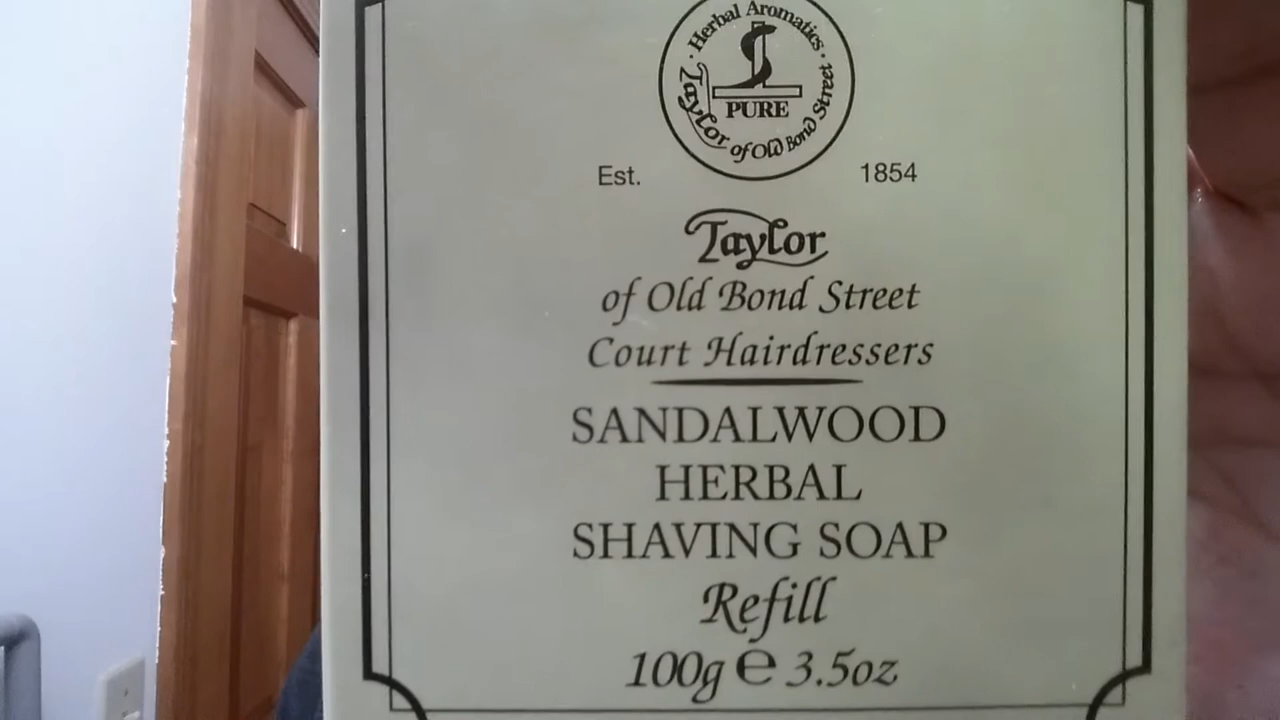 · Herbal Aromatics ·
PURE
Taylor of Old Bond Street
Est. 1854
Taylor
of Old Bond Street
Court Hairdressers
SANDALWOOD
HERBAL
SHAVING SOAP
Refill
100g ℮ 3.5oz